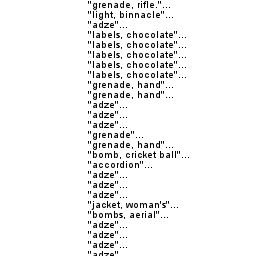 "grenade, rifle."...
"light, binnacle"...
"adze"...
"labels, chocolate"...
"labels, chocolate"...
"labels, chocolate"...
"labels, chocolate"...
"labels, chocolate"...
"grenade, hand"...
"grenade, hand"...
"adze"...
"adze"...
"adze"...
"grenade"...
"grenade, hand"...
"bomb, cricket ball"...
"accordion"...
"adze"...
"adze"...
"adze"...
"jacket, woman's"...
"bombs, aerial"...
"adze"...
"adze"...
"adze"...
"adze"...